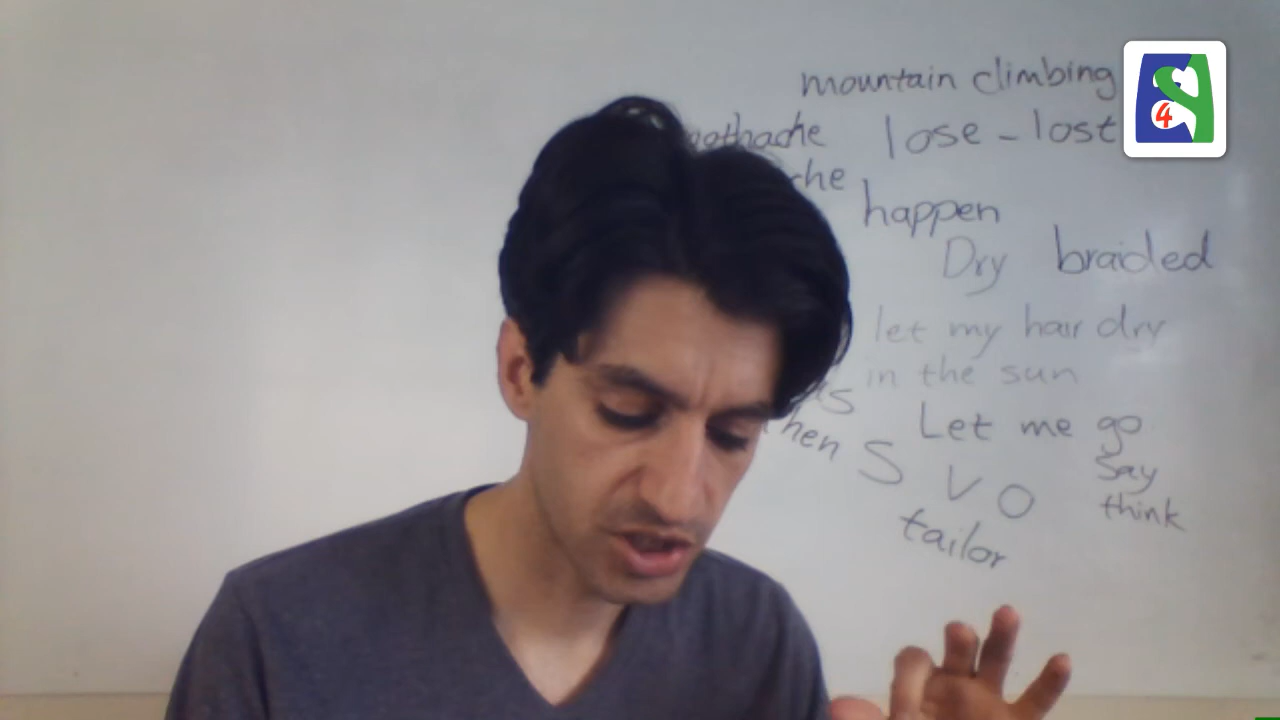 mountain climbing
lose - lost
happen
Dry braided
let my hair dry
in the sun
Let me go
say
think
S V O
tailor
4